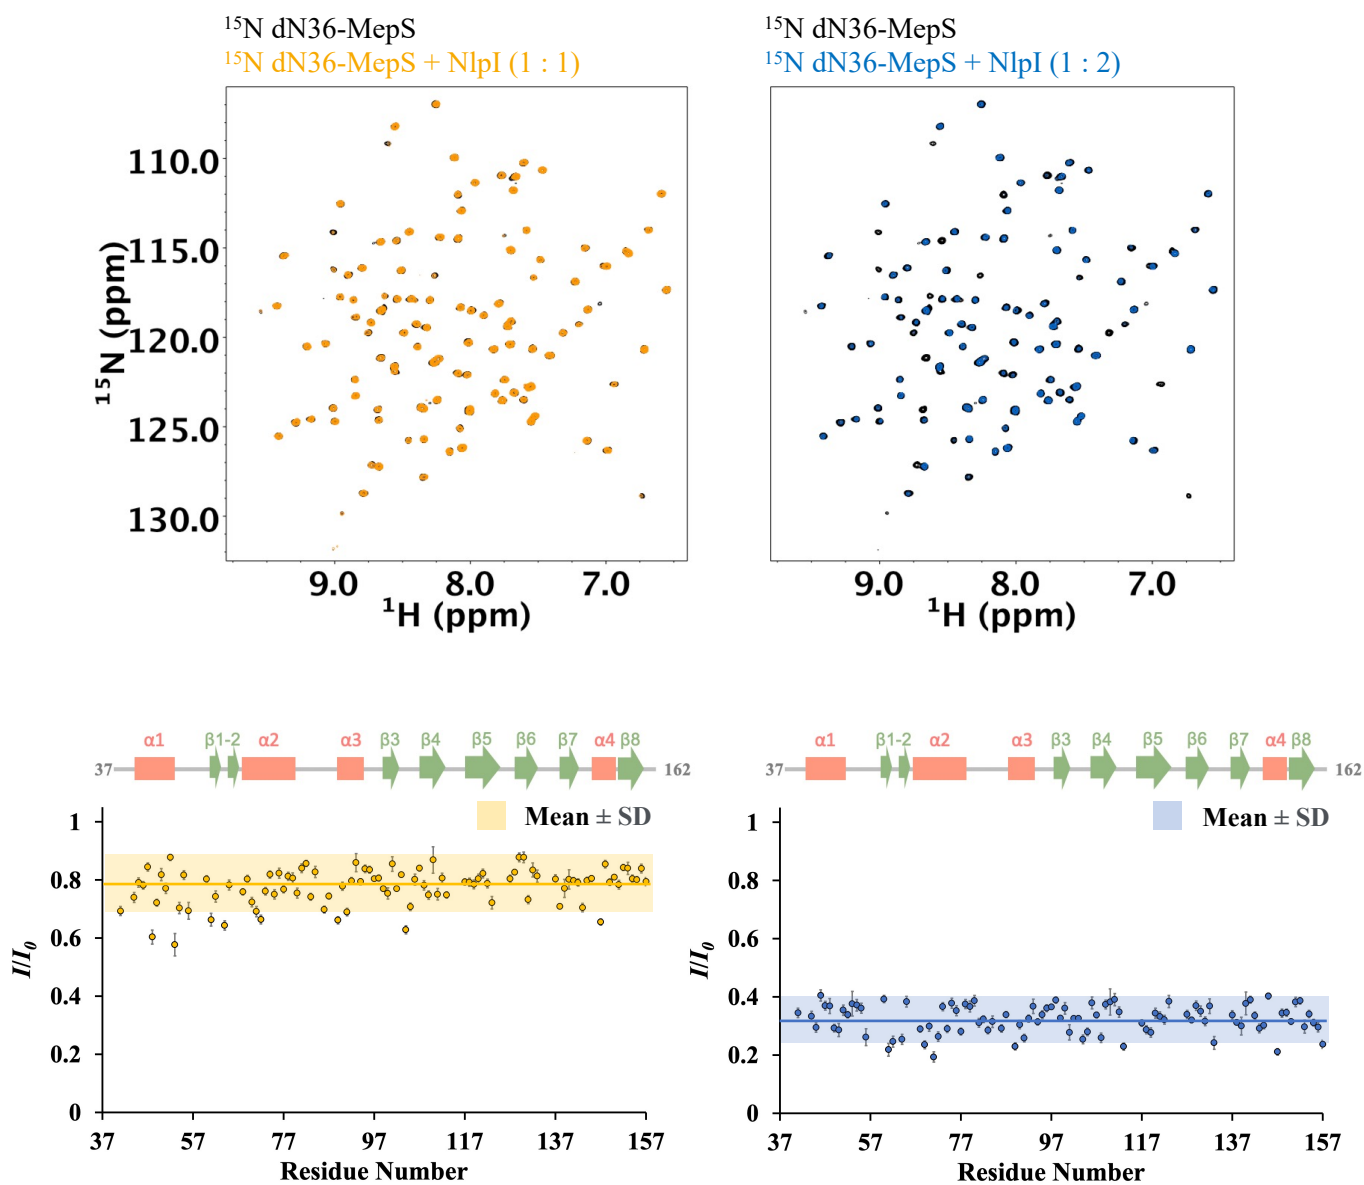 ¹⁵N dN36-MepS
¹⁵N dN36-MepS + NlpI (1 : 1)
110.0
115.0
120.0
125.0
130.0
¹⁵N (ppm)
9.0 8.0 7.0
¹H (ppm)
¹⁵N dN36-MepS
¹⁵N dN36-MepS + NlpI (1 : 2)
9.0 8.0 7.0
¹H (ppm)
α1 β1-2 α2 α3 β3 β4 β5 β6 β7 α4 β8
37 162
Mean ± SD
1
0.8
0.6
0.4
0.2
0
I/I₀
37 57 77 97 117 137 157
Residue Number
α1 β1-2 α2 α3 β3 β4 β5 β6 β7 α4 β8
37 162
Mean ± SD
1
0.8
0.6
0.4
0.2
0
I/I₀
37 57 77 97 117 137 157
Residue Number